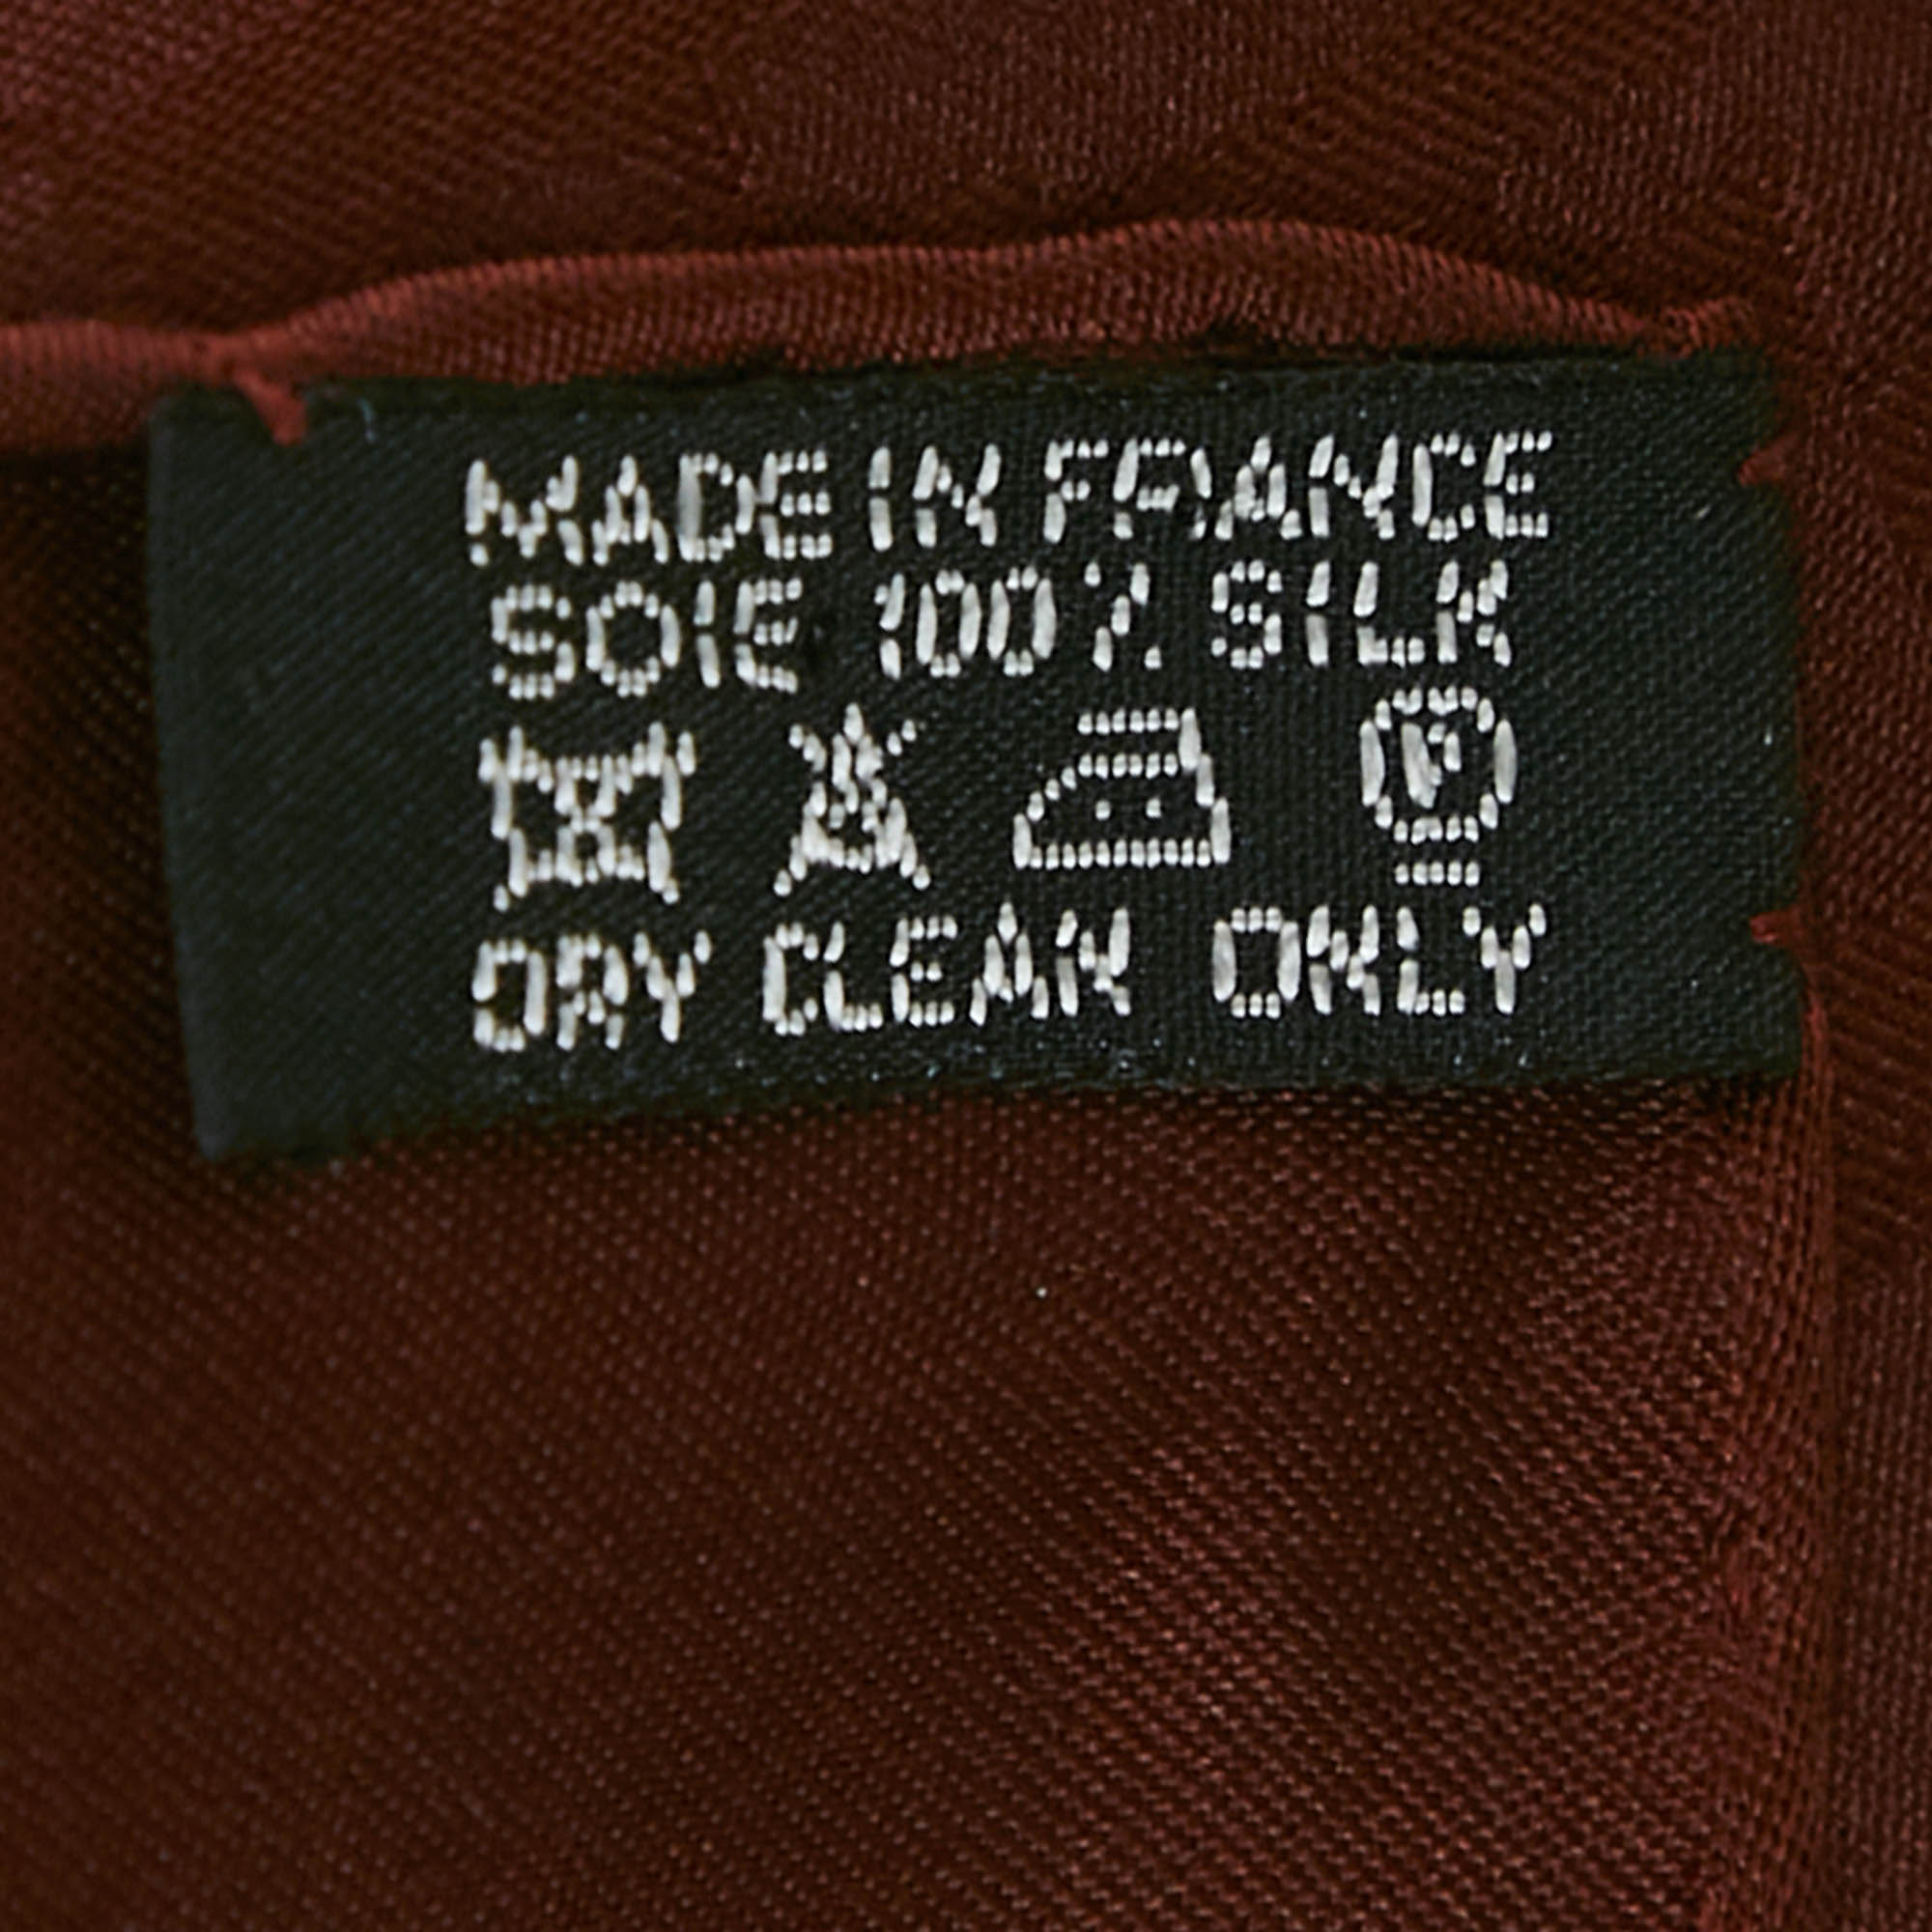 MADE IN FRANCE
SOIE 100% SILK
F
DRY CLEAN ONLY